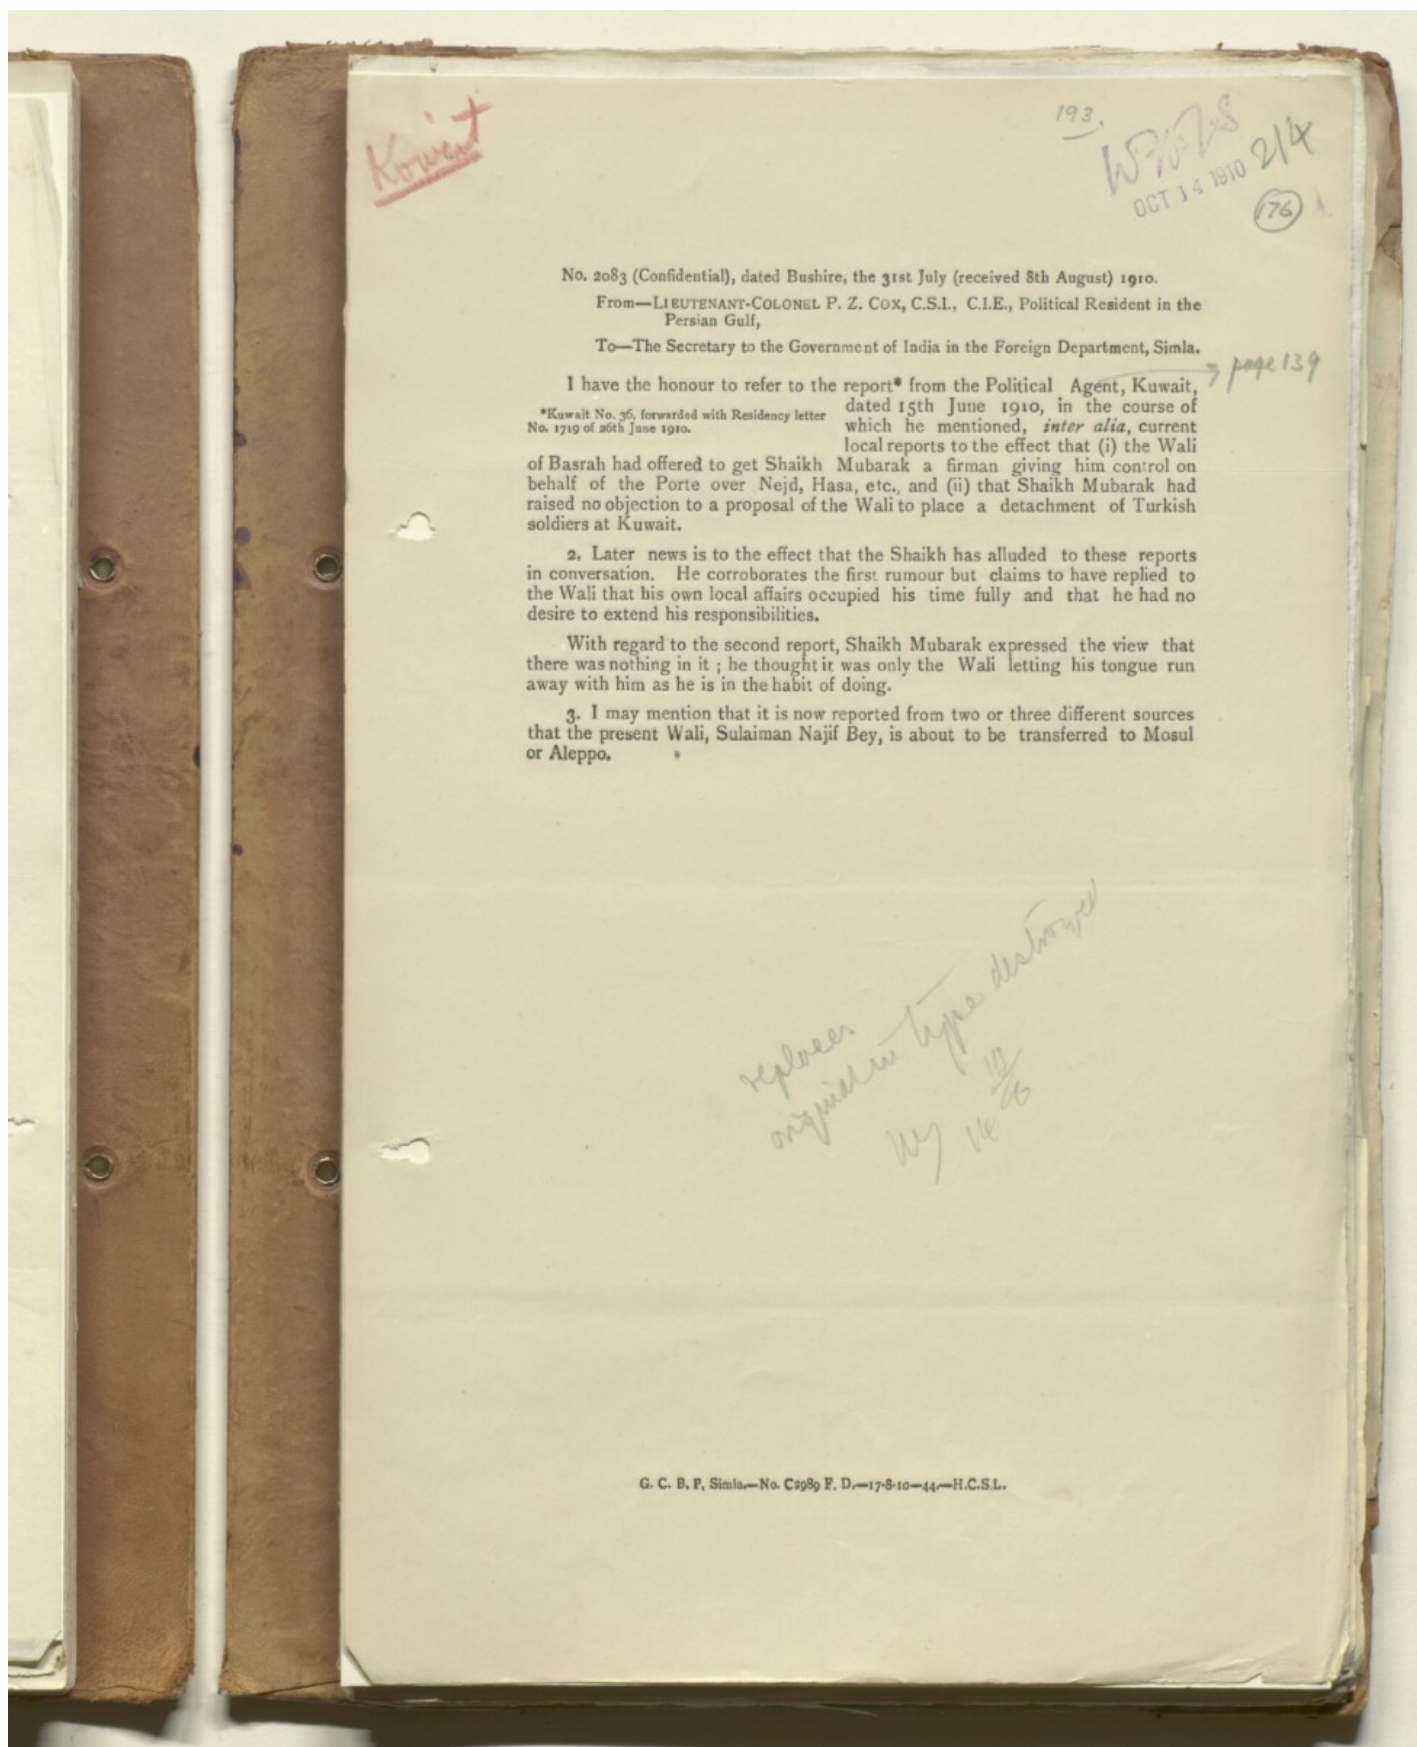 Koweit
193.
OCT 14 1910
214
176
No. 2083 (Confidential), dated Bushire, the 31st July (received 8th August) 1910.
From—LIEUTENANT-COLONEL P. Z. COX, C.S.I., C.I.E., Political Resident in the
Persian Gulf,
To—The Secretary to the Government of India in the Foreign Department, Simla.
page 139
I have the honour to refer to the report* from the Political Agent, Kuwait,
*Kuwait No. 36, forwarded with Residency letter
No. 1719 of 26th June 1910.
dated 15th June 1910, in the course of
which he mentioned, inter alia, current
local reports to the effect that (i) the Wali
of Basrah had offered to get Shaikh Mubarak a firman giving him control on
behalf of the Porte over Nejd, Hasa, etc., and (ii) that Shaikh Mubarak had
raised no objection to a proposal of the Wali to place a detachment of Turkish
soldiers at Kuwait.
2. Later news is to the effect that the Shaikh has alluded to these reports
in conversation. He corroborates the first rumour but claims to have replied to
the Wali that his own local affairs occupied his time fully and that he had no
desire to extend his responsibilities.
With regard to the second report, Shaikh Mubarak expressed the view that
there was nothing in it ; he thought it was only the Wali letting his tongue run
away with him as he is in the habit of doing.
3. I may mention that it is now reported from two or three different sources
that the present Wali, Sulaiman Najif Bey, is about to be transferred to Mosul
or Aleppo.
replaces
original in type destroyed
G. C. B. P, Simla.—No. C2989 F. D.—17-8-10—44.—H.C.S.L.